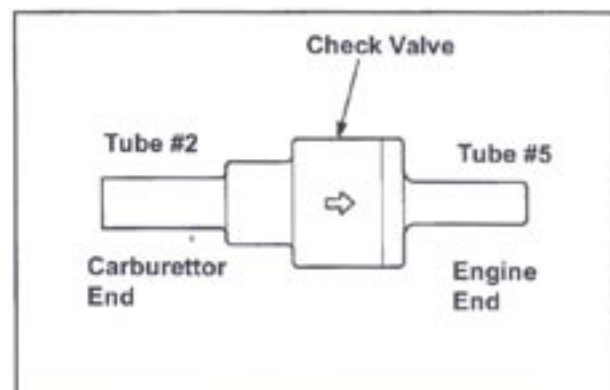 Check Valve
Tube #2
Tube #5
Carburettor
End
Engine
End